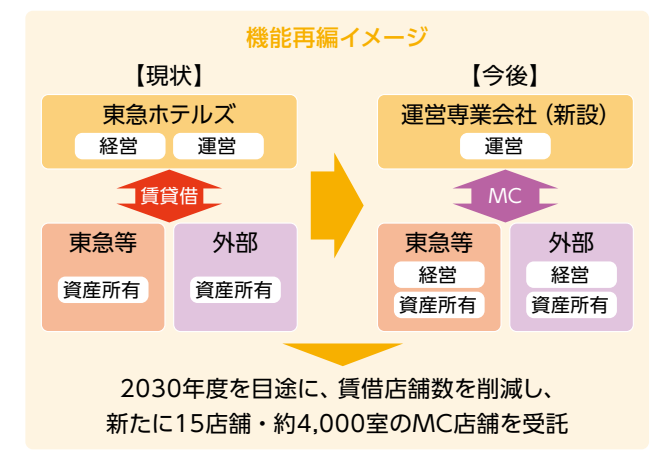 機能再編イメージ
【現状】
東急ホテルズ
経営 運営
賃貸借
東急等 外部
資産所有 資産所有
【今後】
運営専業会社（新設）
運営
MC
東急等 外部
経営 経営
資産所有 資産所有
2030年度を目途に、賃借店舗数を削減し、
新たに15店舗・約4,000室のMC店舗を受託